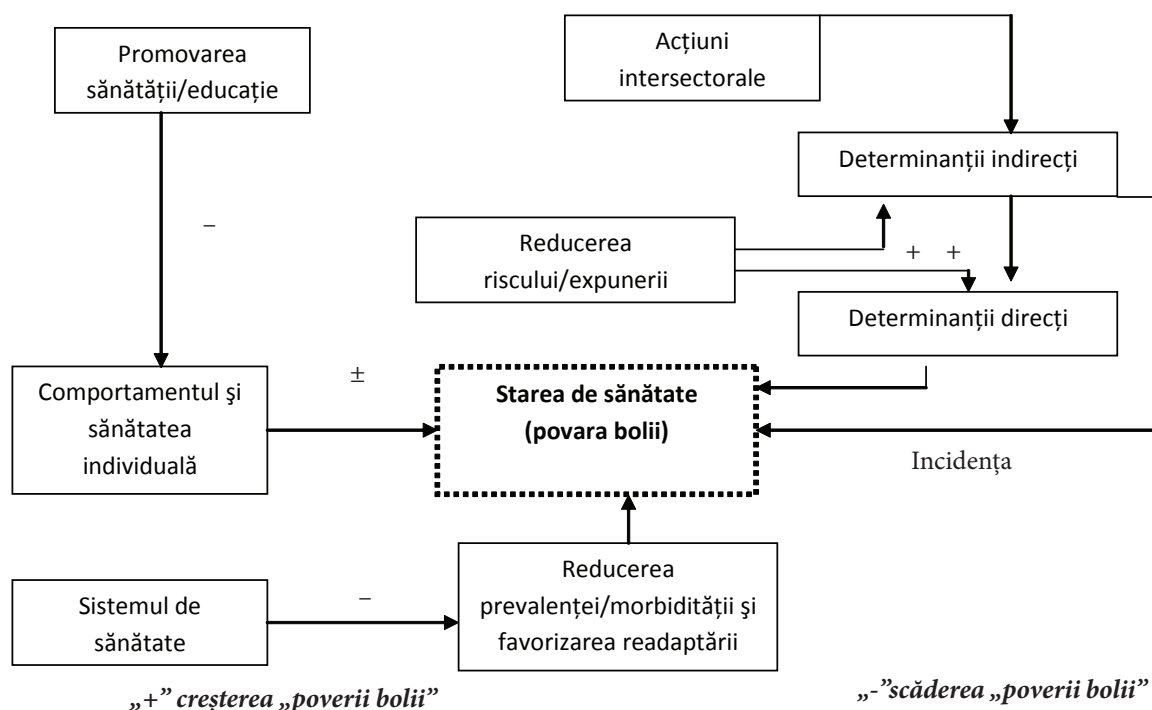 Promovarea
sănătății/educație
Acțiuni
intersectorale
Determinanții indirecți
–
Reducerea
riscului/expunerii
+ +
Determinanții direcți
Comportamentul şi
sănătatea
individuală
±
Starea de sănătate
(povara bolii)
Incidența
Sistemul de
sănătate
–
Reducerea
prevalenței/morbidității şi
favorizarea readaptării
„+” creșterea „poverii bolii”
„-”scăderea „poverii bolii”